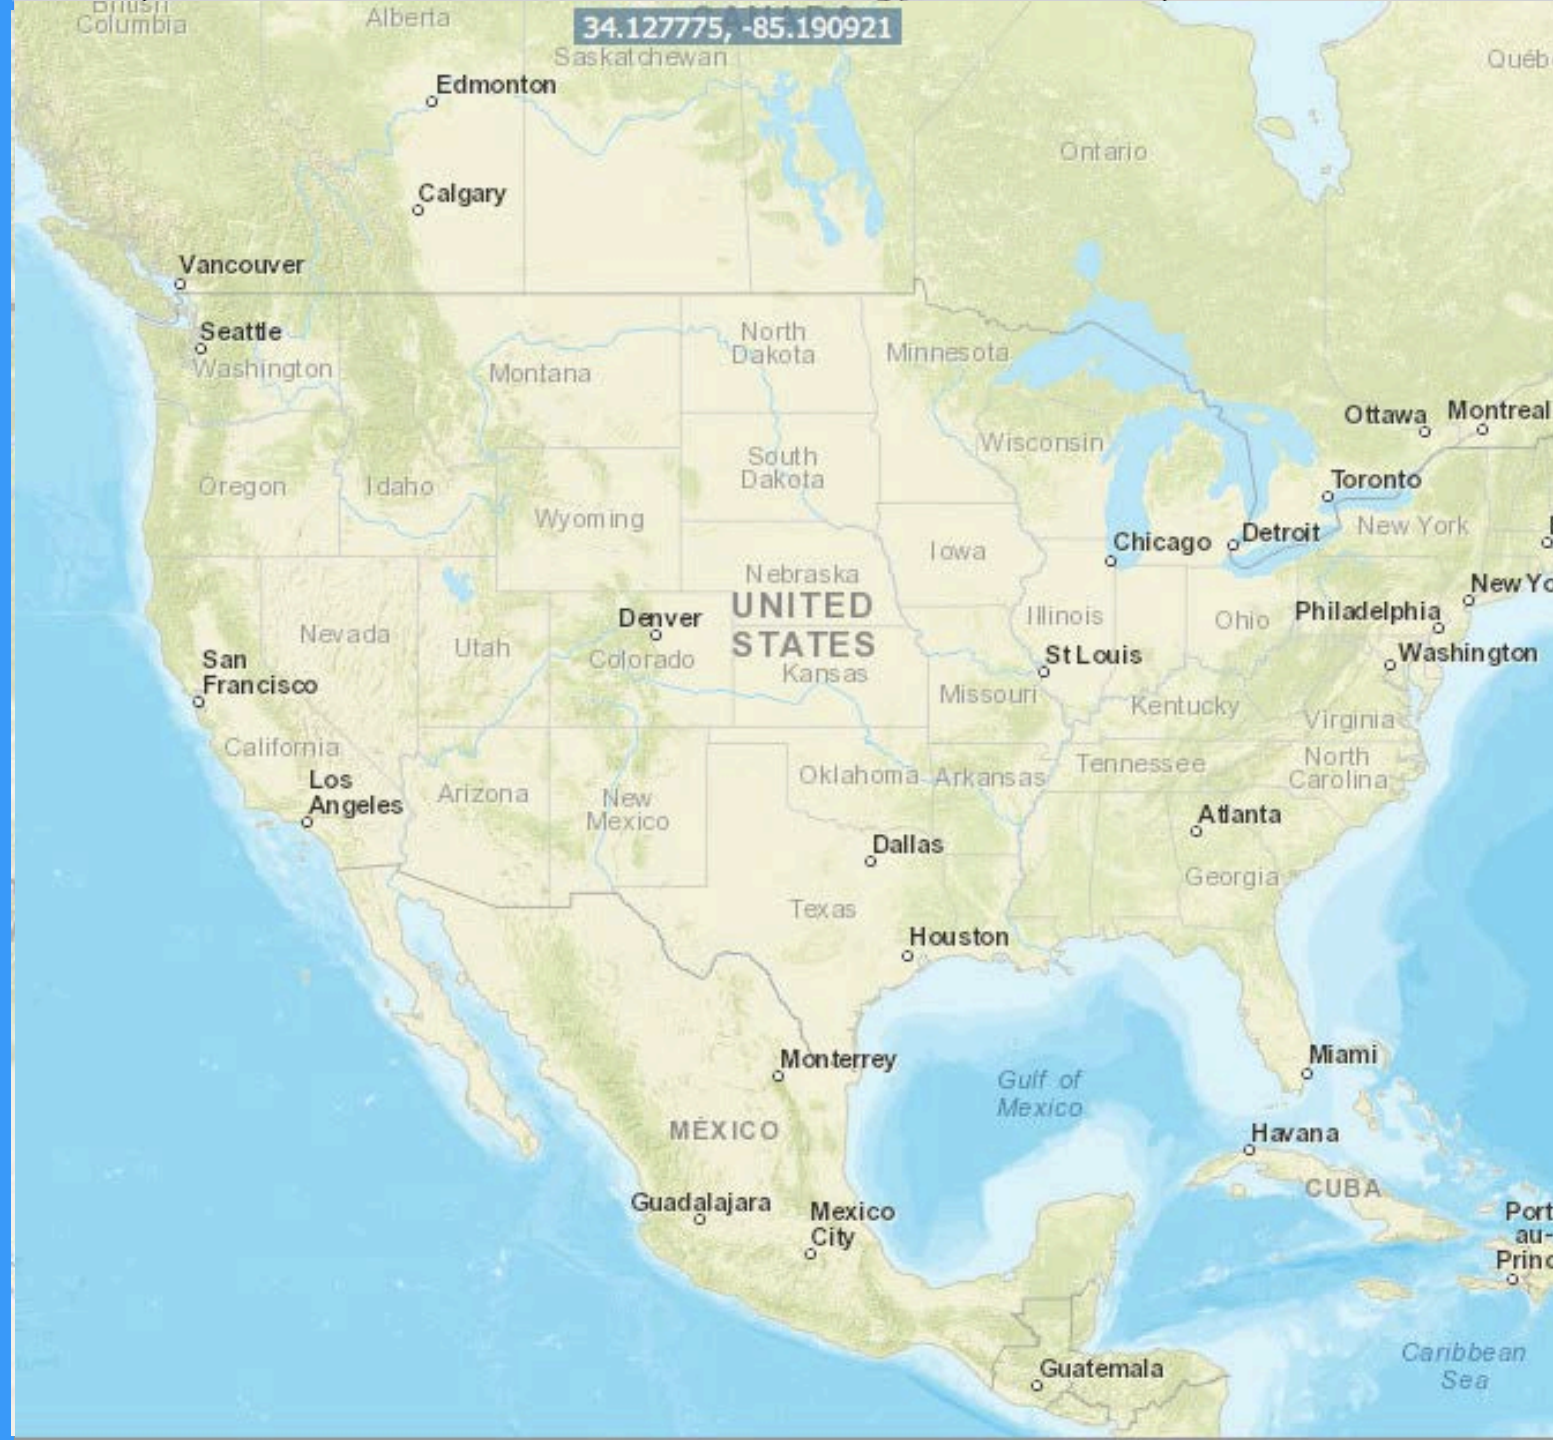 British
Columbia
Alberta
CANADA
34.127775, -85.190921
Saskatchewan
Québ
Edmonton
Ontario
Calgary
Vancouver
Seattle
Washington
Montana
North
Dakota
Minnesota
Ottawa
Montreal
Wisconsin
South
Dakota
Oregon
Idaho
Toronto
Wyoming
New York
Chicago
Detroit
Iowa
Nebraska
New Yo
UNITED
STATES
Denver
Illinois
Ohio
Philadelphia
Nevada
Utah
Colorado
Kansas
St Louis
Washington
San
Francisco
Missouri
Kentucky
Virginia
California
Oklahoma
Arkansas
Tennessee
North
Carolina
Los
Angeles
Arizona
New
Mexico
Atlanta
Dallas
Georgia
Texas
Houston
Monterrey
Miami
Gulf of
Mexico
MÉXICO
Havana
CUBA
Guadalajara
Mexico
City
Port
au-
Princ
Caribbean
Sea
Guatemala